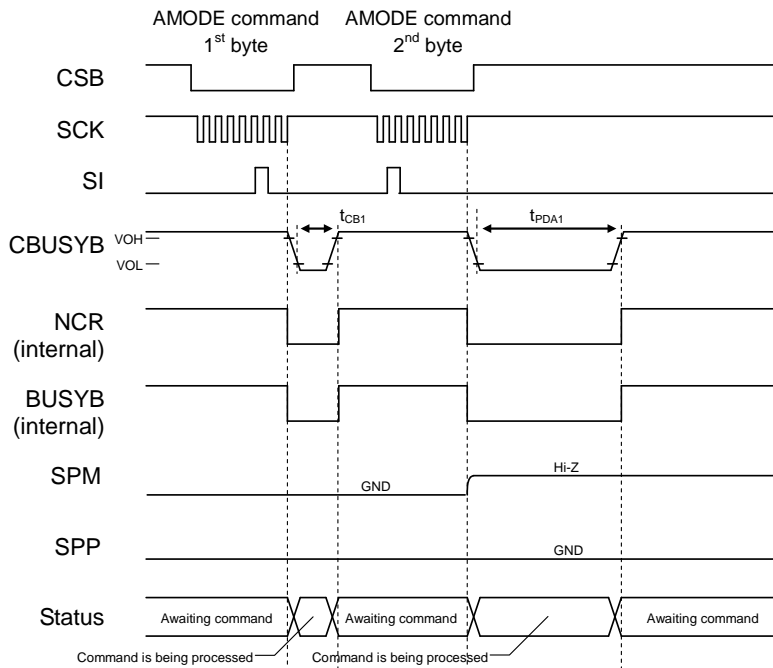 AMODE command
1st byte
AMODE command
2nd byte
CSB
SCK
SI
tCB1
tPDA1
CBUSYB
VOH
VOL
NCR
(internal)
BUSYB
(internal)
SPM
GND
Hi-Z
SPP
GND
Status
Awaiting command
Awaiting command
Awaiting command
Command is being processed
Command is being processed